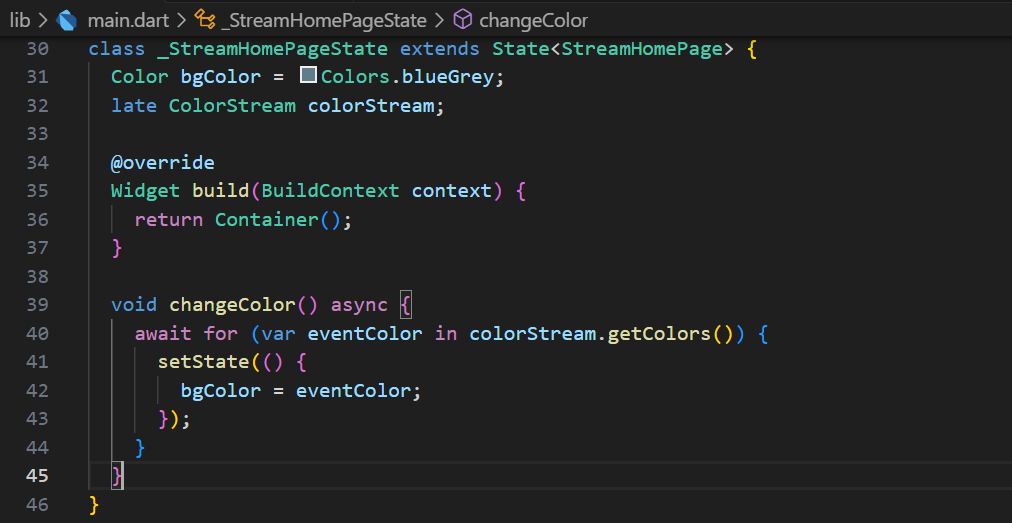 lib > main.dart > _StreamHomePageState > changeColor
30 class _StreamHomePageState extends State<StreamHomePage> {
31   Color bgColor = Colors.blueGrey;
32   late ColorStream colorStream;
33
34   @override
35   Widget build(BuildContext context) {
36     return Container();
37   }
38
39   void changeColor() async {
40     await for (var eventColor in colorStream.getColors()) {
41       setState(() {
42         bgColor = eventColor;
43       });
44     }
45   }
46 }